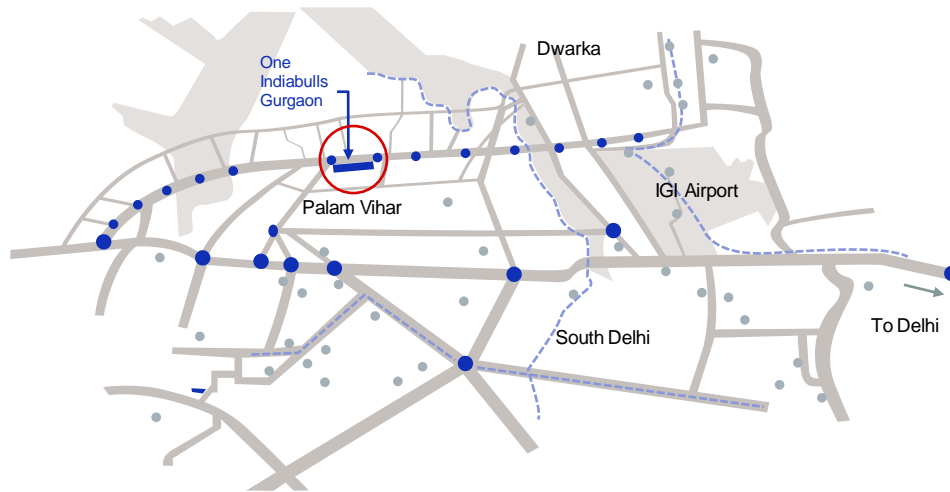 Dwarka
One
Indiabulls
Gurgaon
IGI Airport
Palam Vihar
South Delhi
To Delhi